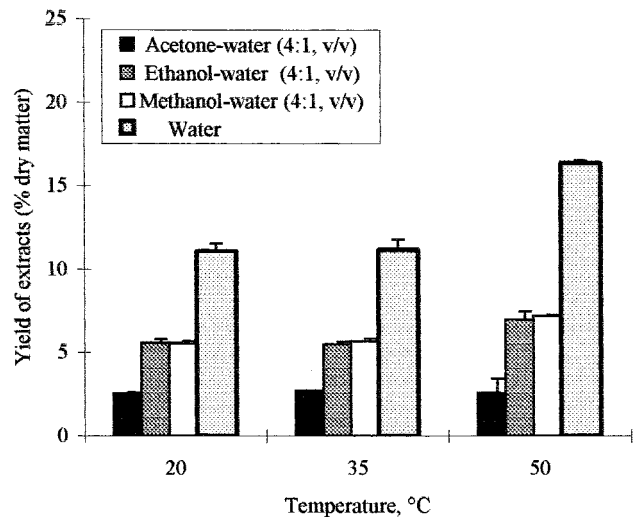 Yield of extracts (% dry matter)
25
20
15
10
5
0
Acetone-water (4:1, v/v)
Ethanol-water (4:1, v/v)
Methanol-water (4:1, v/v)
Water
20
35
50
Temperature, °C